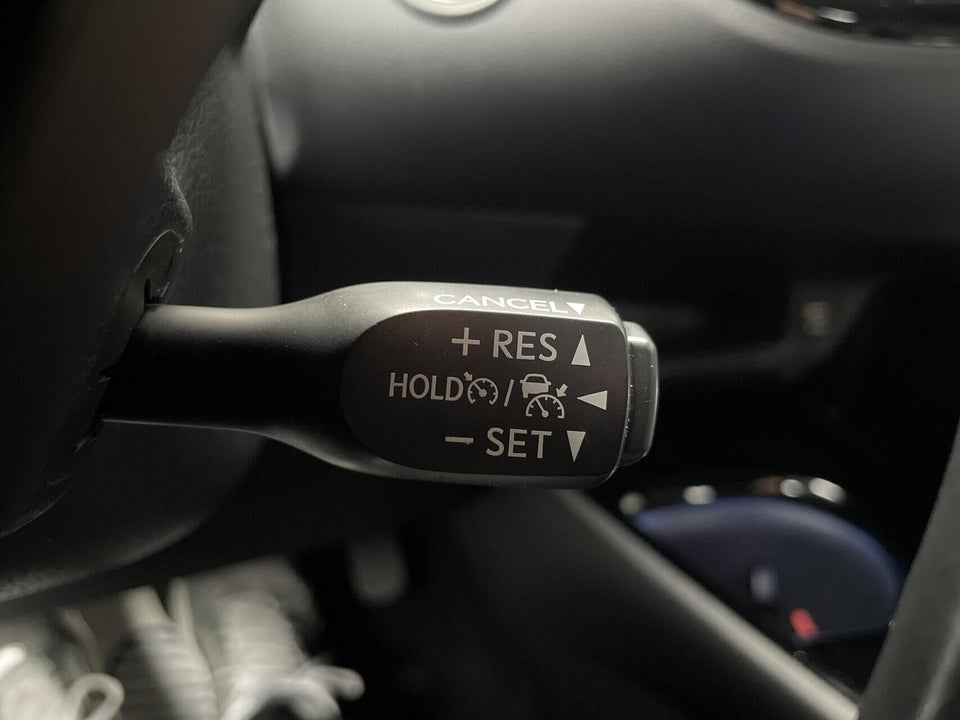 CANCEL▼
+ RES ▲
HOLD / ◀
− SET ▼